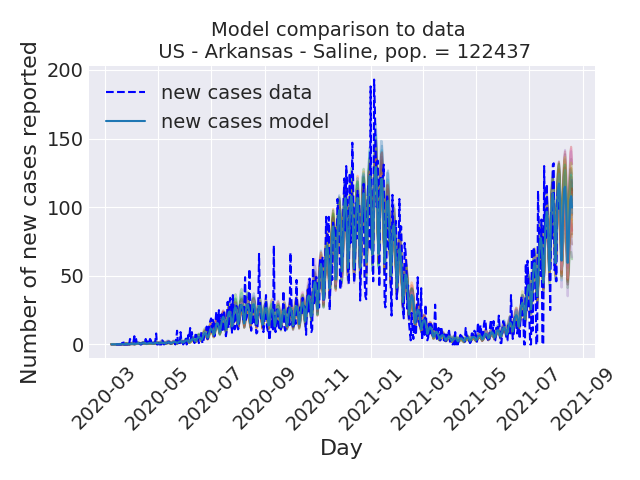 Model comparison to data
US - Arkansas - Saline, pop. = 122437
new cases data
new cases model
Number of new cases reported
200
150
100
50
0
2020-03
2020-05
2020-07
2020-09
2020-11
2021-01
2021-03
2021-05
2021-07
2021-09
Day